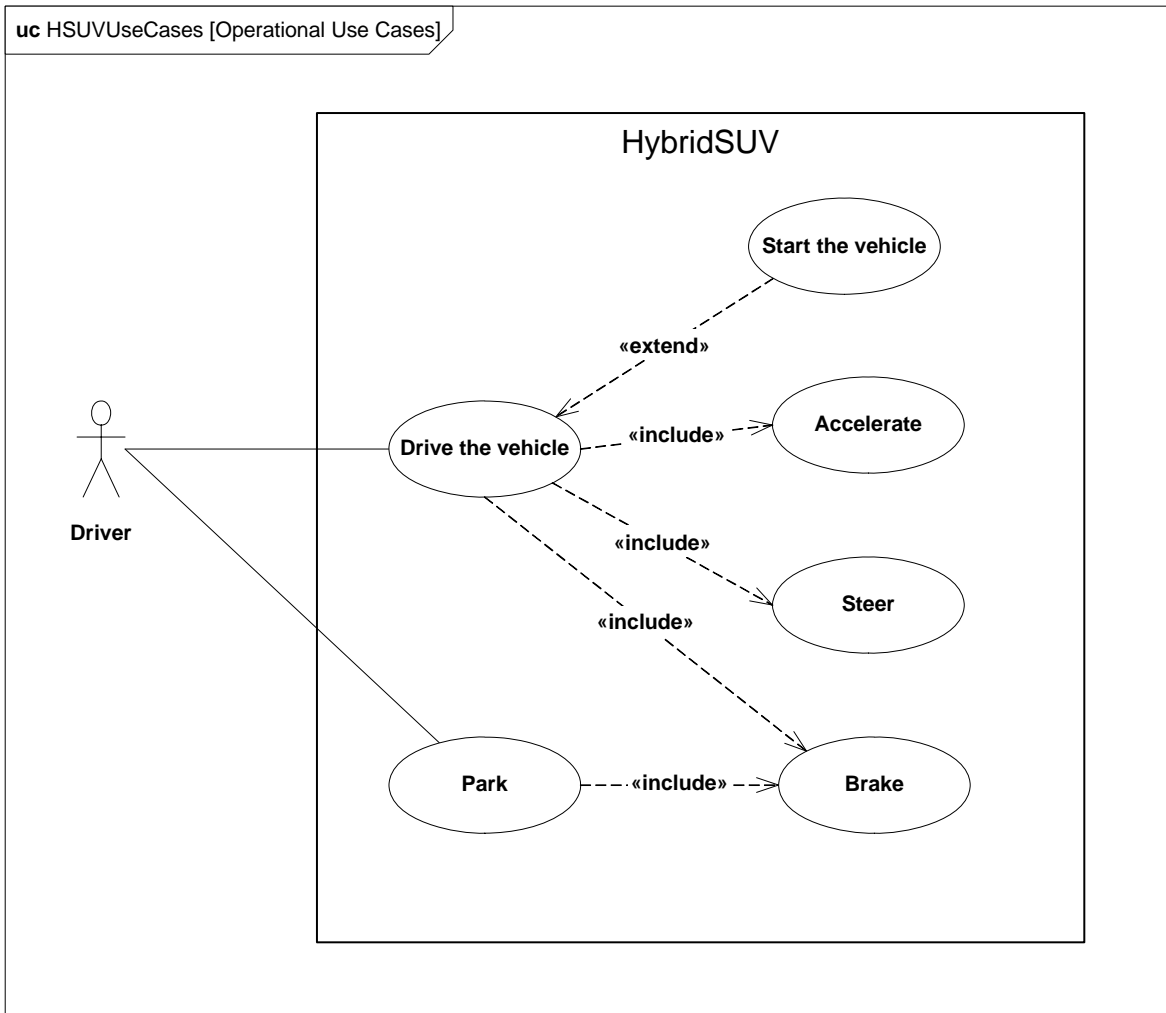 uc HSUVUseCases [Operational Use Cases]
HybridSUV
Start the vehicle
«extend»
Accelerate
«include»
Drive the vehicle
Driver
«include»
Steer
«include»
Park
«include»
Brake